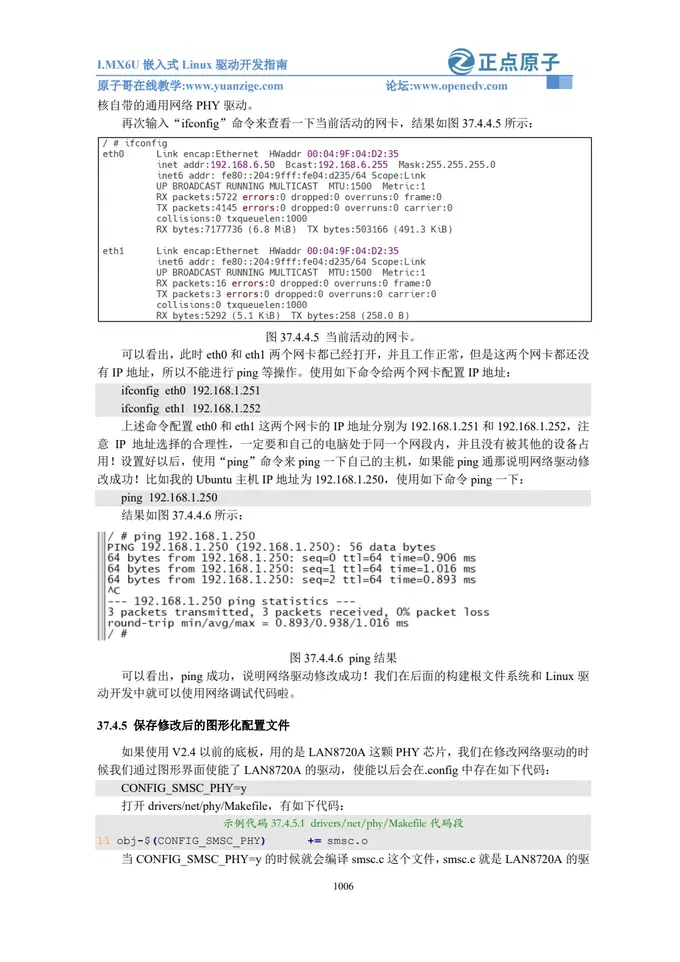 I.MX6U 嵌入式 Linux 驱动开发指南
正点原子
原子哥在线教学:www.yuanzige.com 论坛:www.openedv.com
核自带的通用网络 PHY 驱动。
再次输入“ifconfig”命令来查看一下当前活动的网卡，结果如图 37.4.4.5 所示：
/ # ifconfig
eth0 Link encap:Ethernet HWaddr 00:04:9F:04:D2:35
inet addr:192.168.6.50 Bcast:192.168.6.255 Mask:255.255.255.0
inet6 addr: fe80::204:9fff:fe04:d235/64 Scope:Link
UP BROADCAST RUNNING MULTICAST MTU:1500 Metric:1
RX packets:5722 errors:0 dropped:0 overruns:0 frame:0
TX packets:4145 errors:0 dropped:0 overruns:0 carrier:0
collisions:0 txqueuelen:1000
RX bytes:7177736 (6.8 MiB) TX bytes:503166 (491.3 KiB)
eth1 Link encap:Ethernet HWaddr 00:04:9F:04:D2:35
inet6 addr: fe80::204:9fff:fe04:d235/64 Scope:Link
UP BROADCAST RUNNING MULTICAST MTU:1500 Metric:1
RX packets:16 errors:0 dropped:0 overruns:0 frame:0
TX packets:3 errors:0 dropped:0 overruns:0 carrier:0
collisions:0 txqueuelen:1000
RX bytes:5292 (5.1 KiB) TX bytes:258 (258.0 B)
图 37.4.4.5 当前活动的网卡。
可以看出，此时 eth0 和 eth1 两个网卡都已经打开，并且工作正常，但是这两个网卡都还没
有 IP 地址，所以不能进行 ping 等操作。使用如下命令给两个网卡配置 IP 地址：
ifconfig eth0 192.168.1.251
ifconfig eth1 192.168.1.252
上述命令配置 eth0 和 eth1 这两个网卡的 IP 地址分别为 192.168.1.251 和 192.168.1.252，注
意 IP 地址选择的合理性，一定要和自己的电脑处于同一个网段内，并且没有被其他的设备占
用！设置好以后，使用“ping”命令来 ping 一下自己的主机，如果能 ping 通那说明网络驱动修
改成功！比如我的 Ubuntu 主机 IP 地址为 192.168.1.250，使用如下命令 ping 一下：
ping 192.168.1.250
结果如图 37.4.4.6 所示：
/ # ping 192.168.1.250
PING 192.168.1.250 (192.168.1.250): 56 data bytes
64 bytes from 192.168.1.250: seq=0 ttl=64 time=0.906 ms
64 bytes from 192.168.1.250: seq=1 ttl=64 time=1.016 ms
64 bytes from 192.168.1.250: seq=2 ttl=64 time=0.893 ms
^C
--- 192.168.1.250 ping statistics ---
3 packets transmitted, 3 packets received, 0% packet loss
round-trip min/avg/max = 0.893/0.938/1.016 ms
/ #
图 37.4.4.6 ping 结果
可以看出，ping 成功，说明网络驱动修改成功！我们在后面的构建根文件系统和 Linux 驱
动开发中就可以使用网络调试代码啦。
37.4.5 保存修改后的图形化配置文件
如果使用 V2.4 以前的底板，用的是 LAN8720A 这颗 PHY 芯片，我们在修改网络驱动的时
候我们通过图形界面使能了 LAN8720A 的驱动，使能以后会在.config 中存在如下代码：
CONFIG_SMSC_PHY=y
打开 drivers/net/phy/Makefile，有如下代码：
示例代码 37.4.5.1 drivers/net/phy/Makefile 代码段
11 obj-$(CONFIG_SMSC_PHY) += smsc.o
当 CONFIG_SMSC_PHY=y 的时候就会编译 smsc.c 这个文件，smsc.c 就是 LAN8720A 的驱
1006